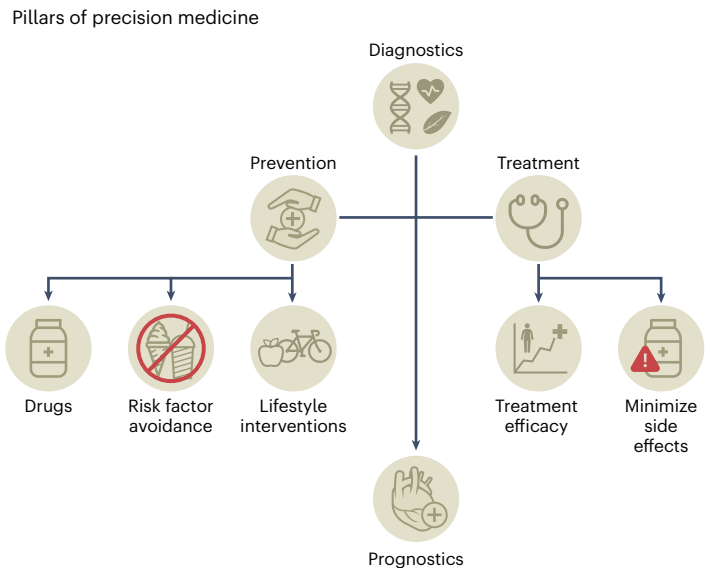 Pillars of precision medicine
Diagnostics
Prevention
Treatment
Drugs
Risk factor
avoidance
Lifestyle
interventions
Treatment
efficacy
Minimize
side
effects
Prognostics